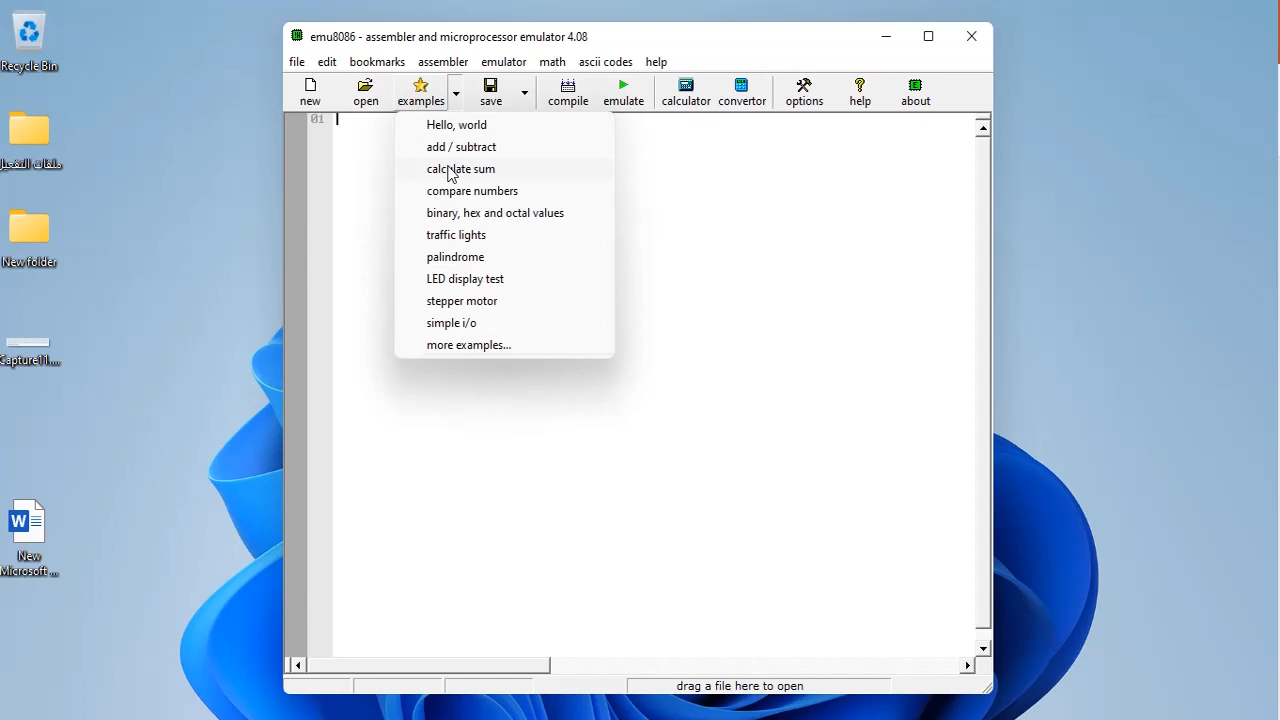 Recycle Bin
ملفات التفعيل
New folder
Capture11....
New
Microsoft ...
emu8086 - assembler and microprocessor emulator 4.08
file edit bookmarks assembler emulator math ascii codes help
new open examples save compile emulate calculator convertor options help about
01
Hello, world
add / subtract
calculate sum
compare numbers
binary, hex and octal values
traffic lights
palindrome
LED display test
stepper motor
simple i/o
more examples...
drag a file here to open